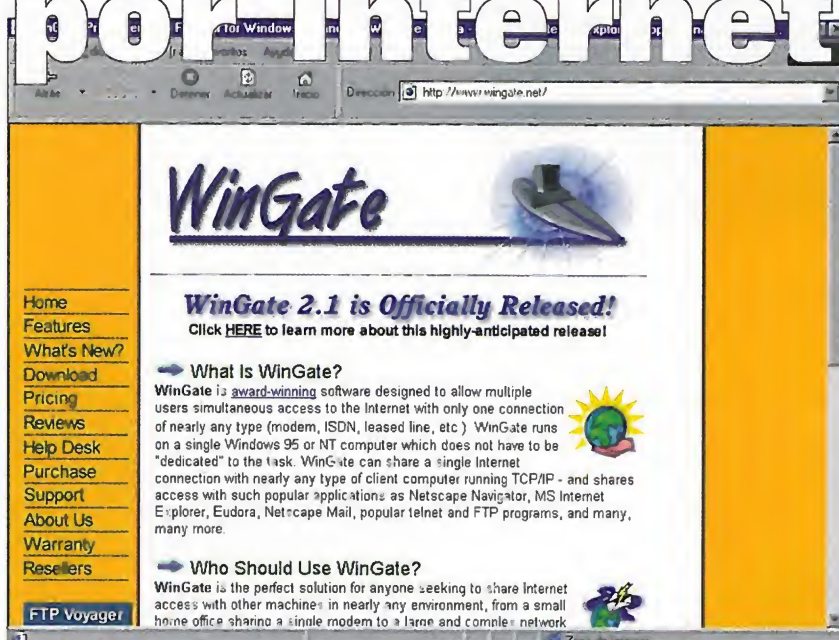 por internet
Detener Actualizar Inicio Dirección http://www.wingate.net/
WinGate
Home
Features
What's New?
Download
Pricing
Reviews
Help Desk
Purchase
Support
About Us
Warranty
Resellers
FTP Voyager
WinGate 2.1 is Officially Released!
Click HERE to learn more about this highly-anticipated release!
What Is WinGate?
WinGate is award-winning software designed to allow multiple
users simultaneous access to the Internet with only one connection
of nearly any type (modem, ISDN, leased line, etc ) WinGate runs
on a single Windows 95 or NT computer which does not have to be
"dedicated" to the task. WinGate can share a single Internet
connection with nearly any type of client computer running TCP/IP - and shares
access with such popular applications as Netscape Navigator, MS Internet
Explorer, Eudora, Netscape Mail, popular telnet and FTP programs, and many,
many more.
Who Should Use WinGate?
WinGate is the perfect solution for anyone seeking to share Internet
access with other machines in nearly any environment, from a small
home office sharing a single modem to a large and complex network